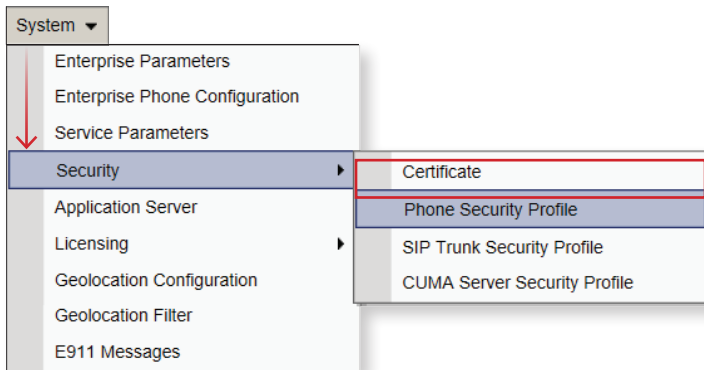 System
Enterprise Parameters
Enterprise Phone Configuration
Service Parameters
Security
Certificate
Phone Security Profile
SIP Trunk Security Profile
CUMA Server Security Profile
Application Server
Licensing
Geolocation Configuration
Geolocation Filter
E911 Messages